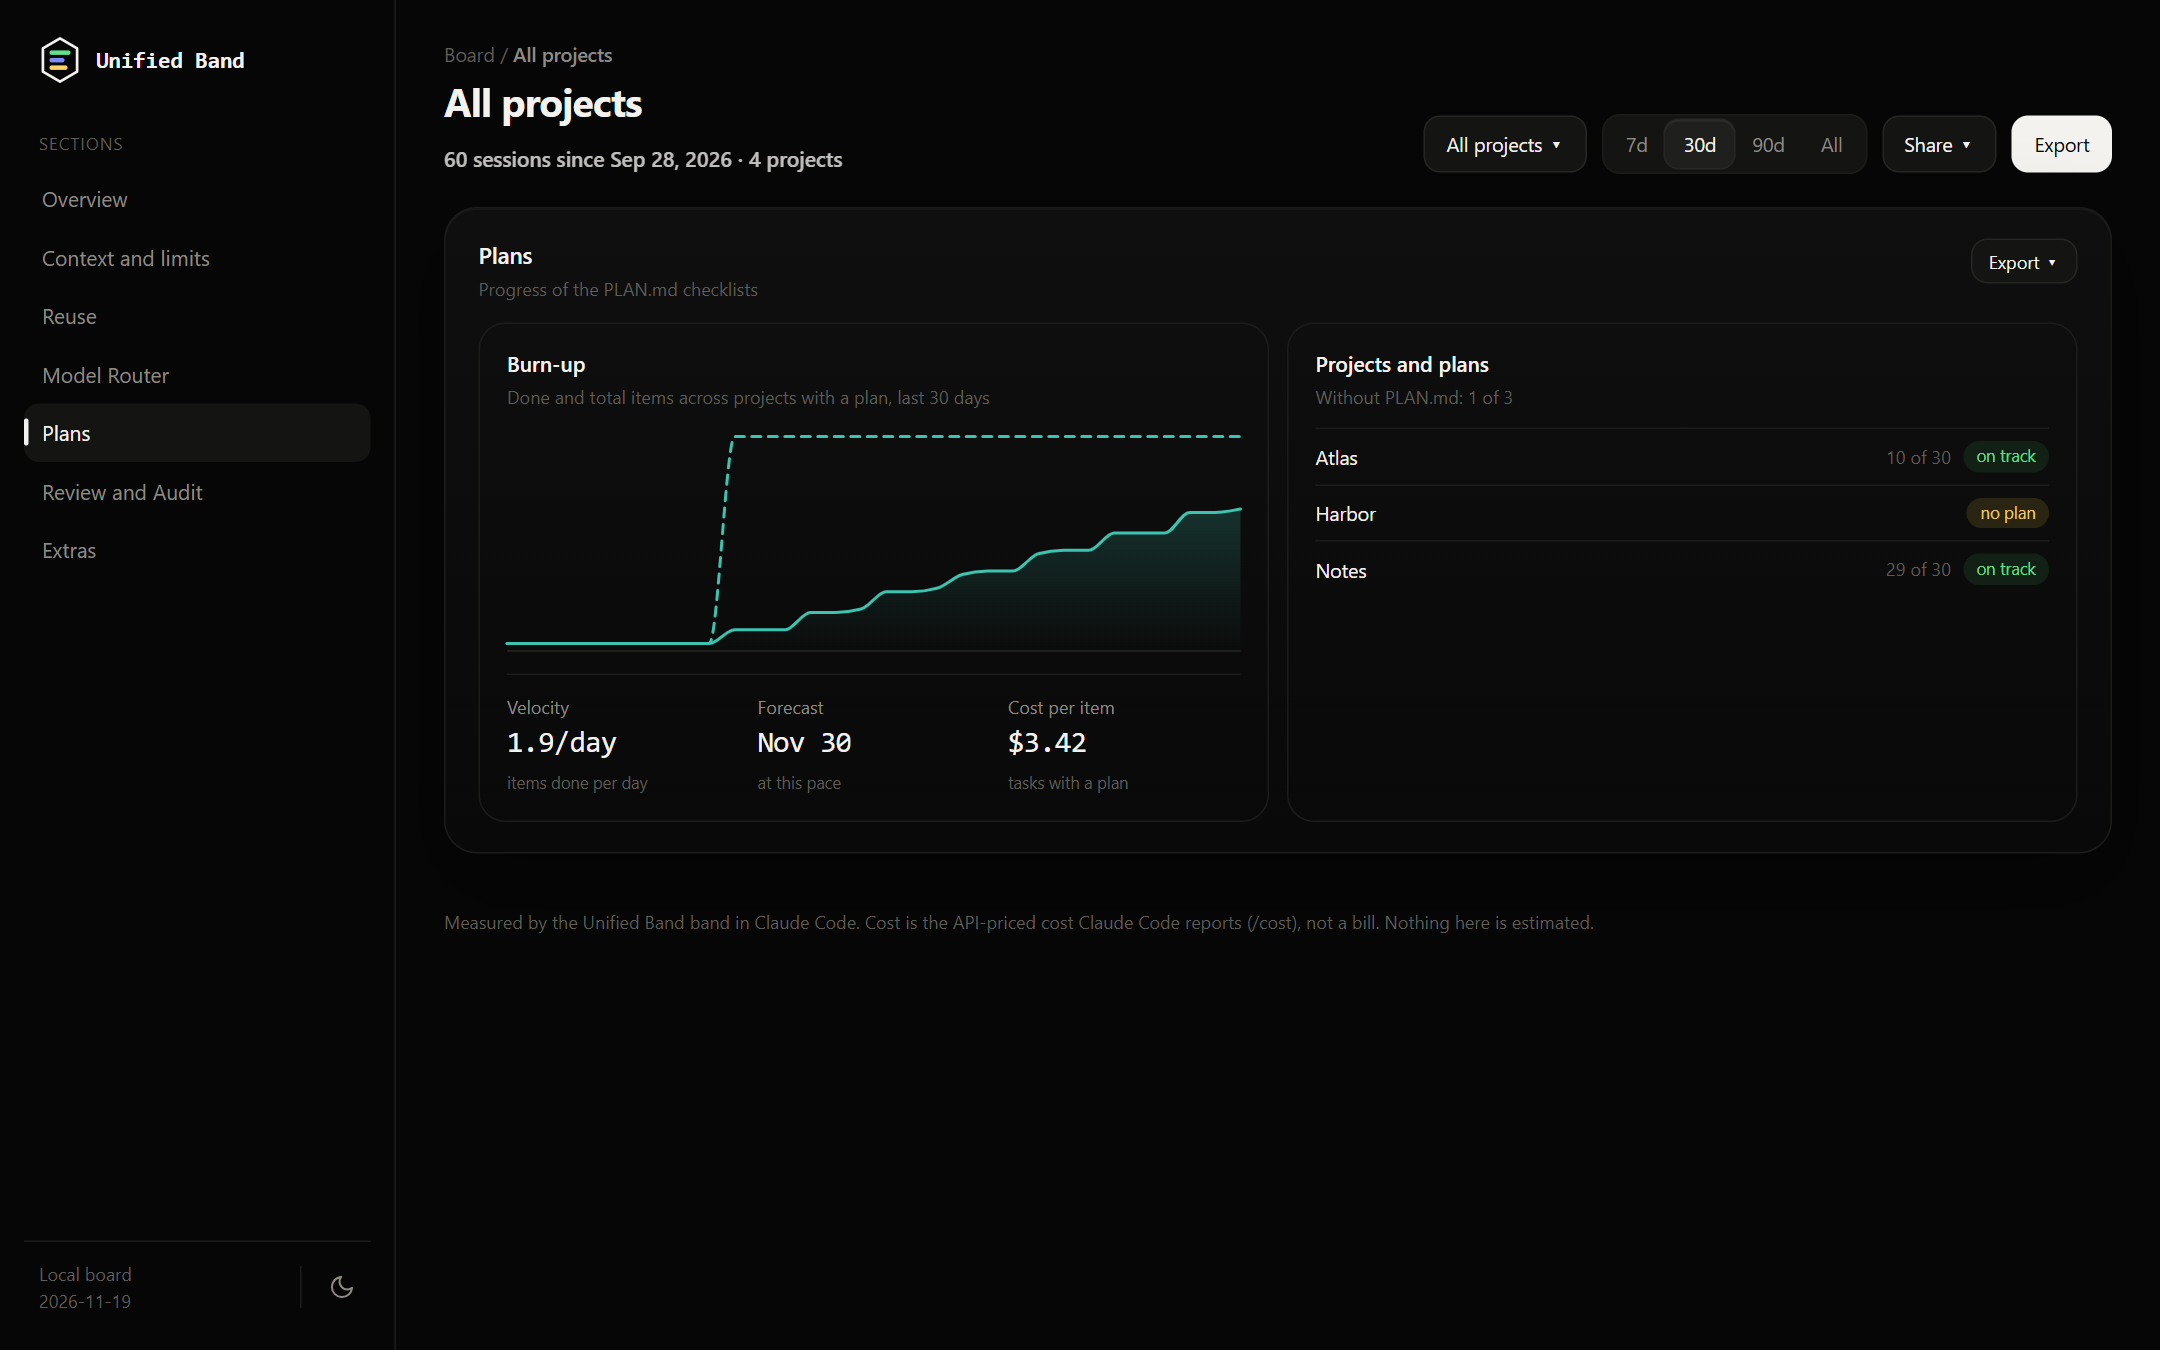 Unified Band
SECTIONS
Overview
Context and limits
Reuse
Model Router
Plans
Review and Audit
Extras
Local board
2026-11-19
Board / All projects
All projects
60 sessions since Sep 28, 2026 · 4 projects
All projects ▾
7d 30d 90d All
Share ▾
Export
Plans
Progress of the PLAN.md checklists
Export ▾
Burn-up
Done and total items across projects with a plan, last 30 days
Velocity Forecast Cost per item
1.9/day Nov 30 $3.42
items done per day at this pace tasks with a plan
Projects and plans
Without PLAN.md: 1 of 3
Atlas 10 of 30 on track
Harbor no plan
Notes 29 of 30 on track
Measured by the Unified Band band in Claude Code. Cost is the API-priced cost Claude Code reports (/cost), not a bill. Nothing here is estimated.